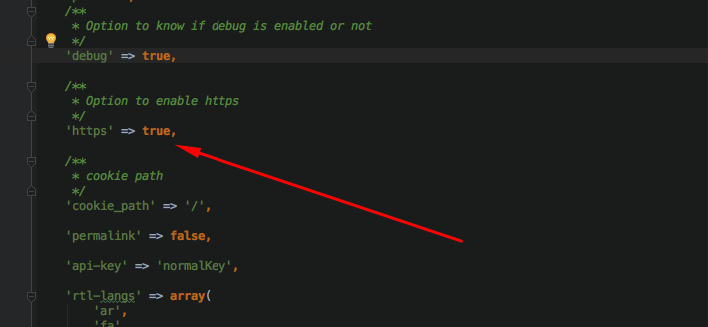 /**
* Option to know if debug is enabled or not
*/
'debug' => true,
/**
* Option to enable https
*/
'https' => true,
/**
* cookie path
*/
'cookie_path' => '/',
'permalink' => false,
'api-key' => 'normalKey',
'rtl-langs' => array(
'ar',
'fa'